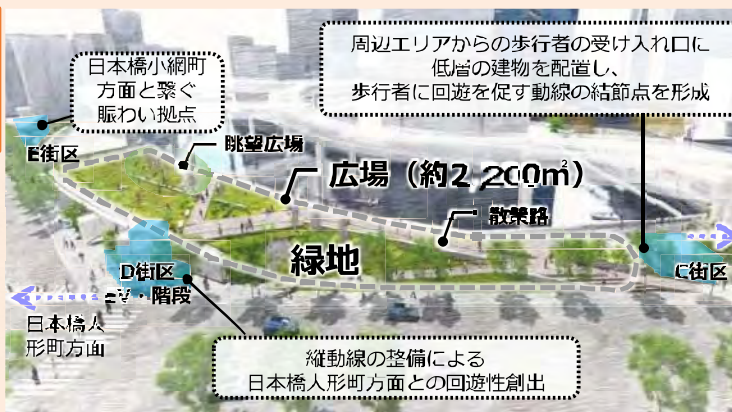 周辺エリアからの歩行者の受け入れ口に
低層の建物を配置し、
歩行者に回遊を促す動線の結節点を形成
日本橋小網町
方面と繋ぐ
賑わい拠点
E街区
眺望広場
広場（約2,200㎡）
散策路
緑地
D街区
EV・階段
C街区
日本橋人
形町方面
縦動線の整備による
日本橋人形町方面との回遊性創出